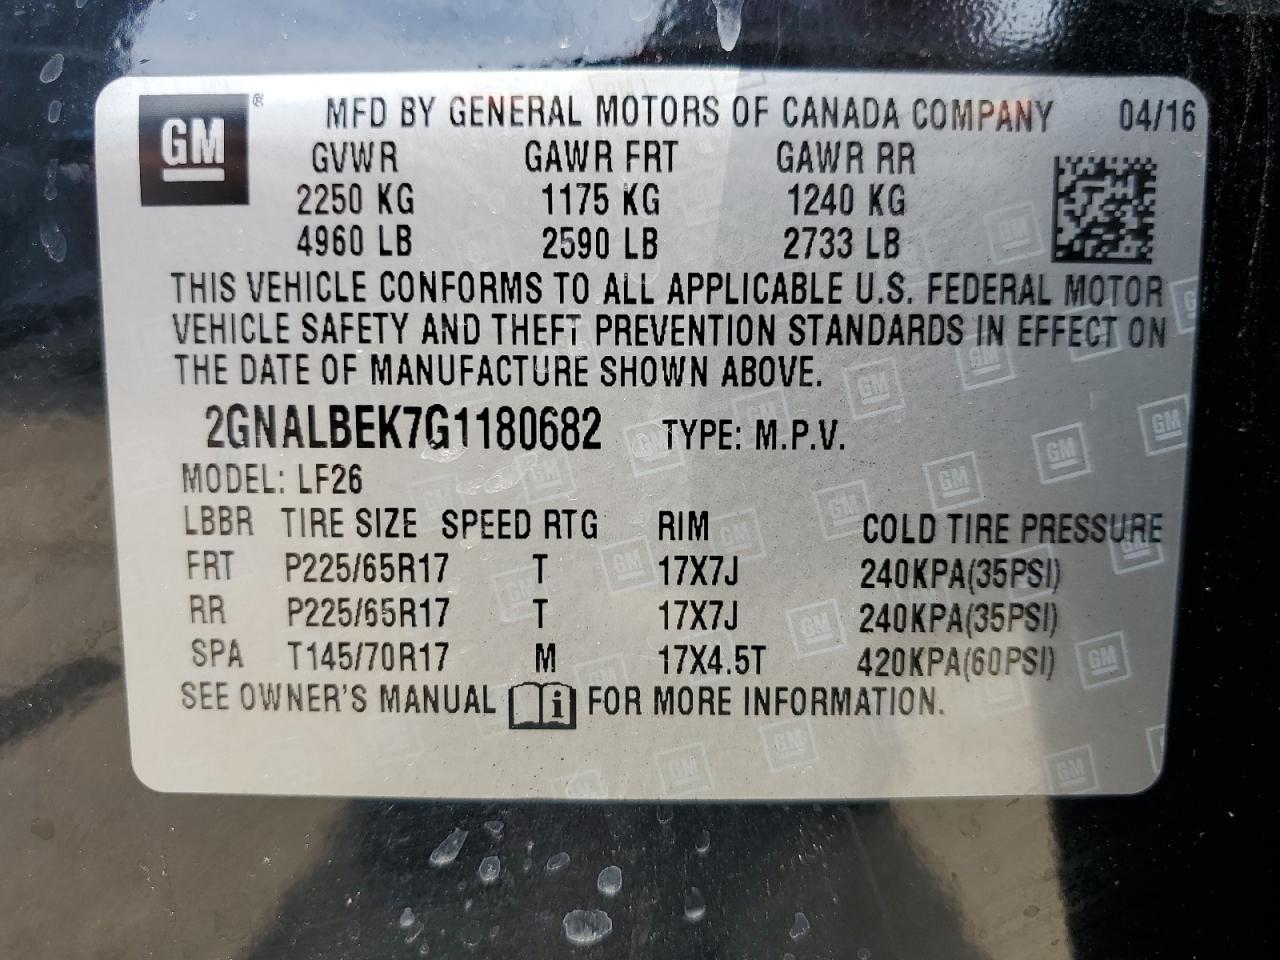 GM® MFD BY GENERAL MOTORS OF CANADA COMPANY 04/16
GVWR GAWR FRT GAWR RR
2250 KG 1175 KG 1240 KG
4960 LB 2590 LB 2733 LB
THIS VEHICLE CONFORMS TO ALL APPLICABLE U.S. FEDERAL MOTOR
VEHICLE SAFETY AND THEFT PREVENTION STANDARDS IN EFFECT ON
THE DATE OF MANUFACTURE SHOWN ABOVE.
2GNALBEK7G1180682 TYPE: M.P.V.
MODEL: LF26
LBBR TIRE SIZE SPEED RTG RIM COLD TIRE PRESSURE
FRT P225/65R17 T 17X7J 240KPA(35PSI)
RR P225/65R17 T 17X7J 240KPA(35PSI)
SPA T145/70R17 M 17X4.5T 420KPA(60PSI)
SEE OWNER'S MANUAL i FOR MORE INFORMATION.